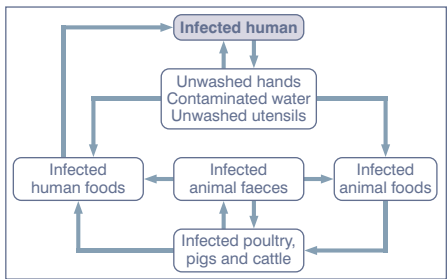 Infected human
Unwashed hands
Contaminated water
Unwashed utensils
Infected
human foods
Infected
animal faeces
Infected
animal foods
Infected poultry,
pigs and cattle